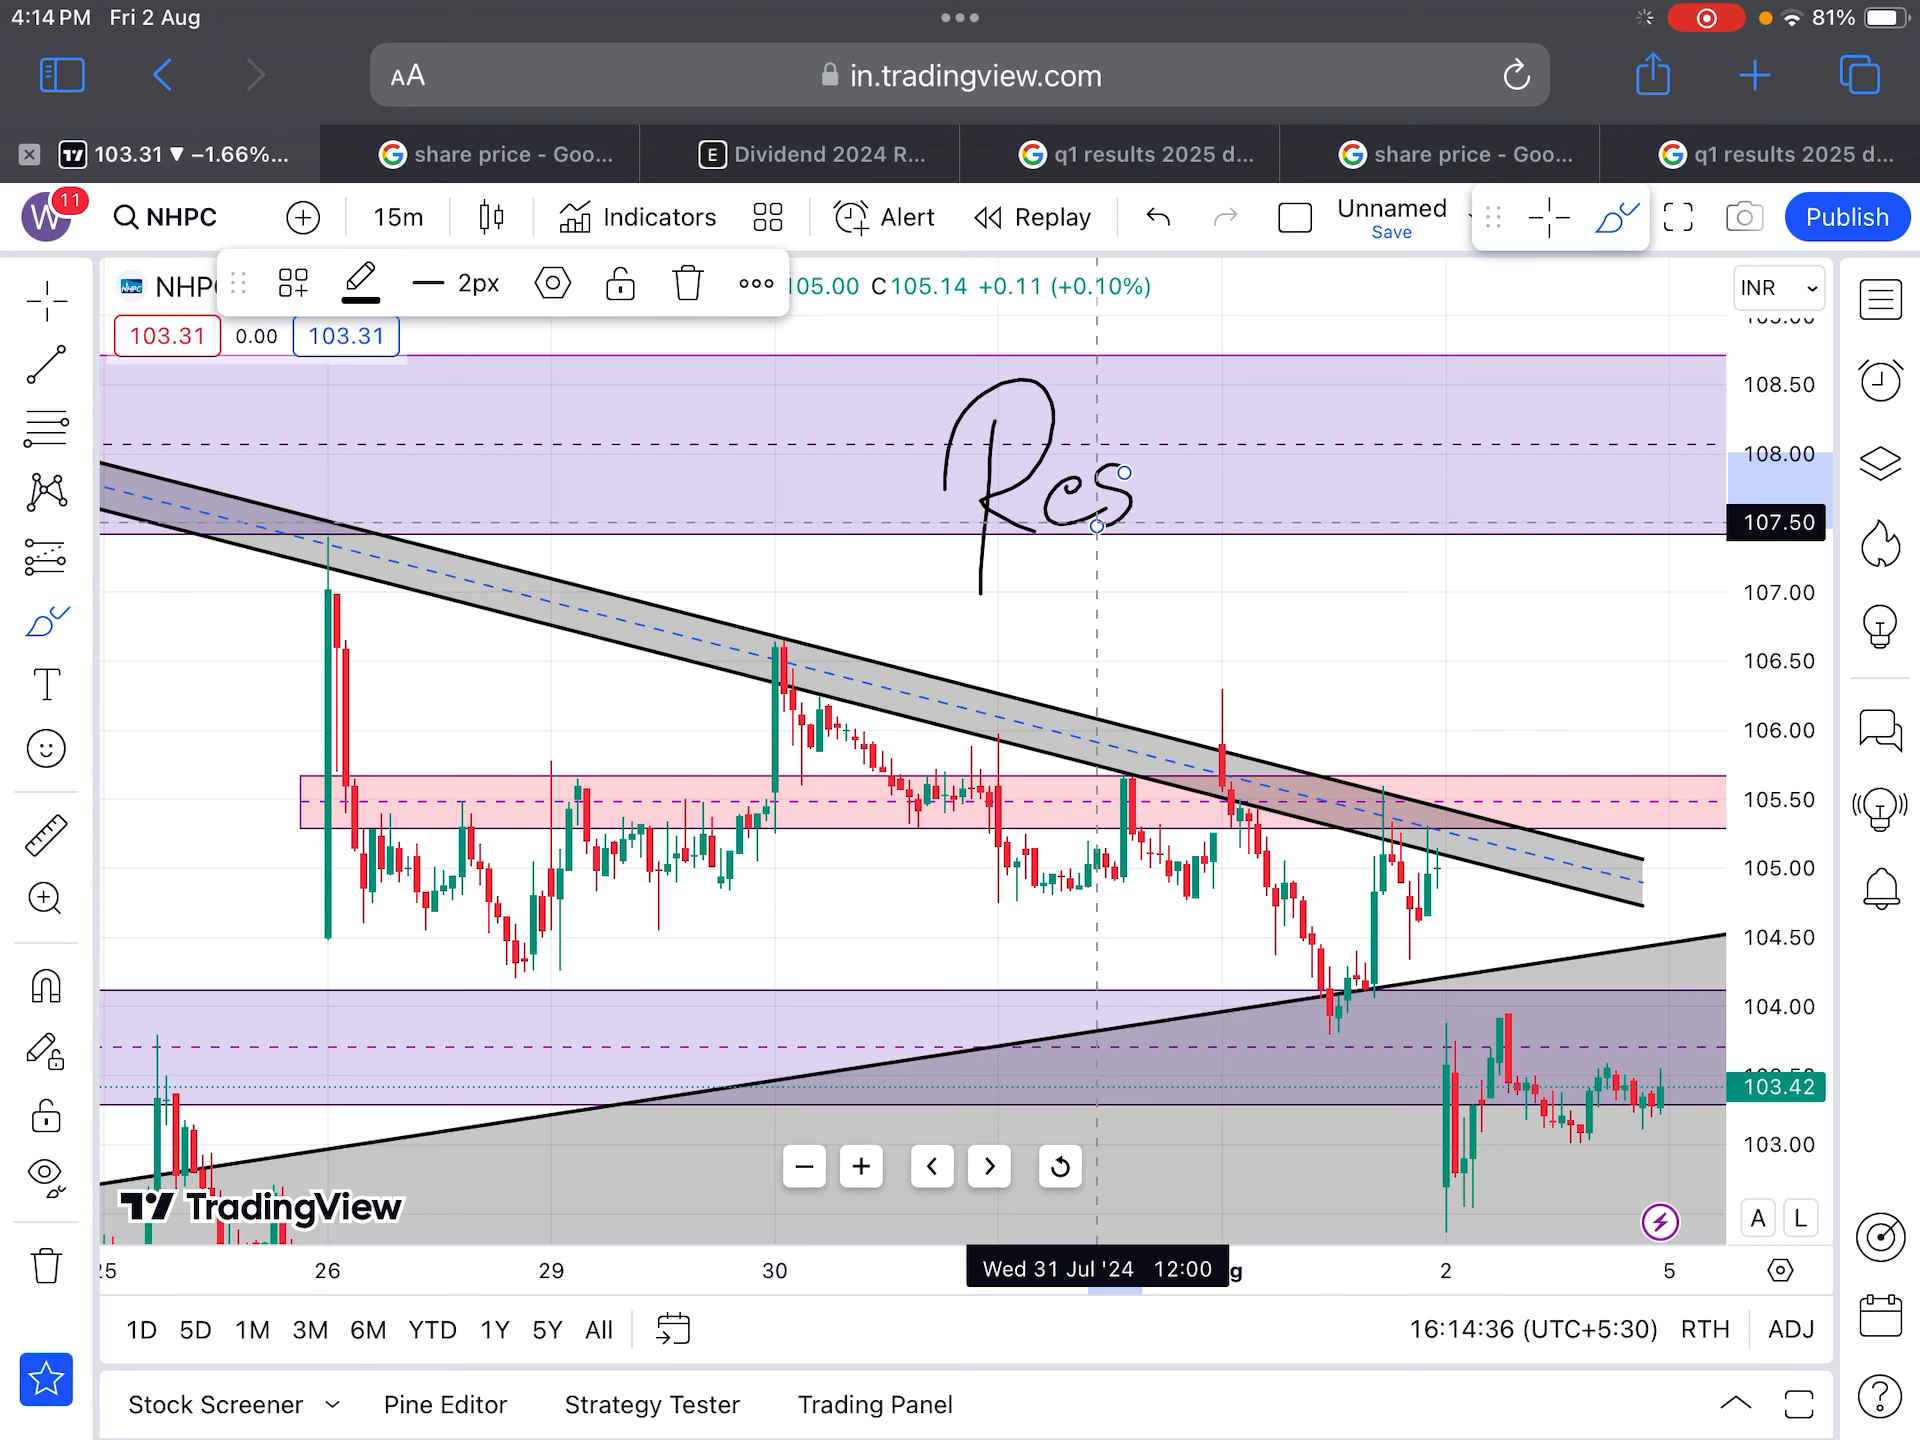 4:14 PM Fri 2 Aug
81%
AA
in.tradingview.com
103.31 ▼ −1.66%...
share price - Goo...
E Dividend 2024 R...
q1 results 2025 d...
share price - Goo...
q1 results 2025 d...
W 11
NHPC
15m
Indicators
Alert
Replay
Unnamed
Save
Publish
NHPC
2px
105.00 C105.14 +0.11 (+0.10%)
INR
103.31 0.00 103.31
108.50
Res
108.00
107.50
107.00
106.50
106.00
105.50
105.00
104.50
104.00
103.42
103.00
TradingView
A L
26 29 30 Wed 31 Jul '24 12:00 g 2 5
1D 5D 1M 3M 6M YTD 1Y 5Y All
16:14:36 (UTC+5:30) RTH ADJ
Stock Screener Pine Editor Strategy Tester Trading Panel